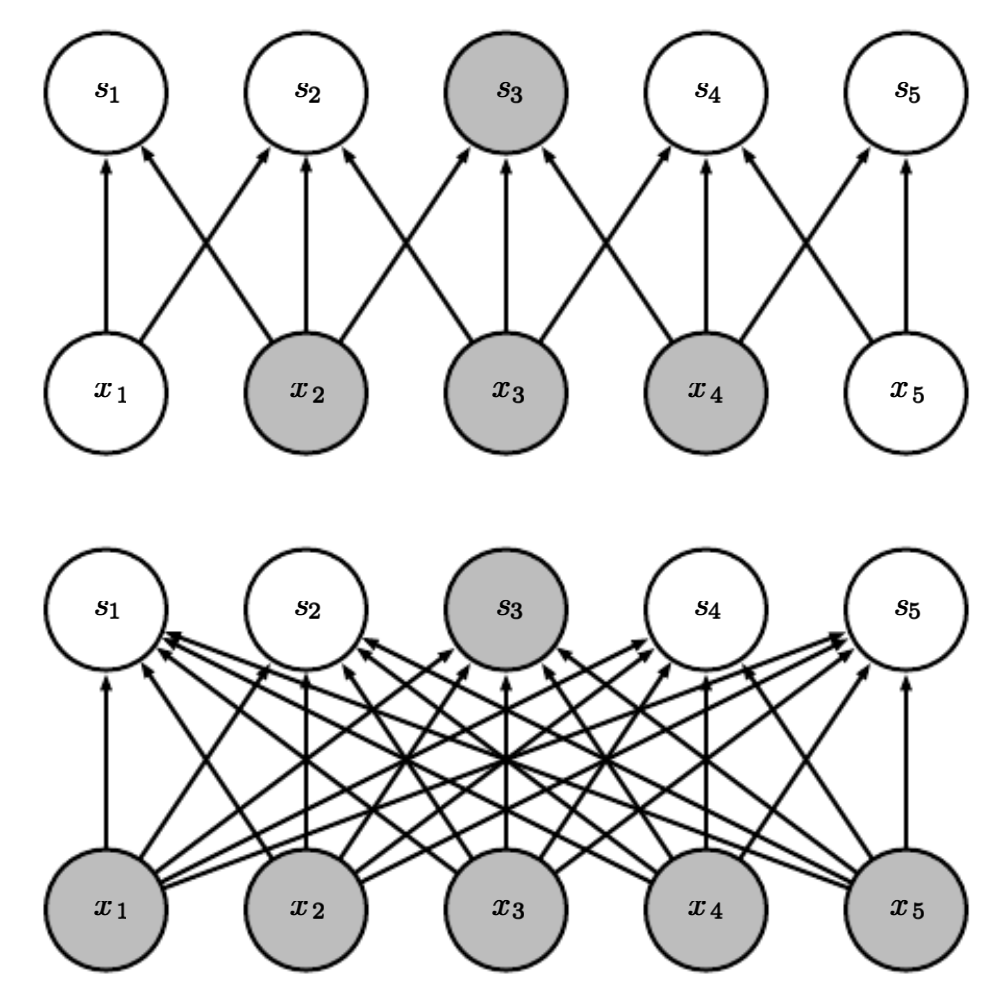 s₁ s₂ s₃ s₄ s₅
x₁ x₂ x₃ x₄ x₅
s₁ s₂ s₃ s₄ s₅
x₁ x₂ x₃ x₄ x₅